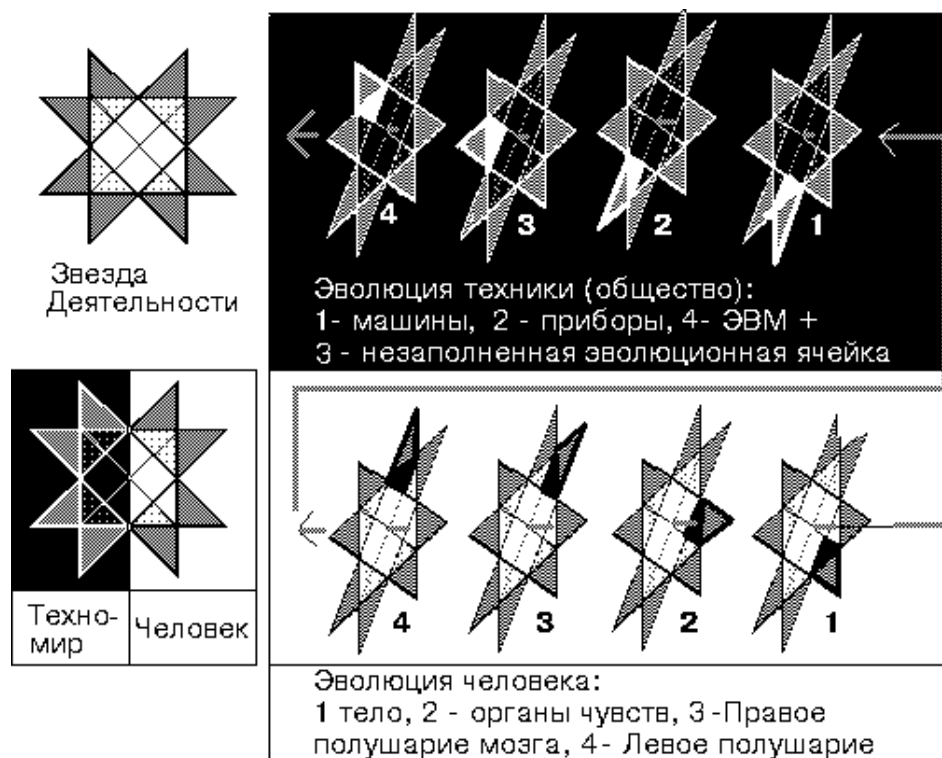 Звезда
Деятельности
4 3 2 1
Эволюция техники (общество):
1- машины, 2 - приборы, 4- ЭВМ +
3 - незаполненная эволюционная ячейка
Техно-
мир
Человек
4 3 2 1
Эволюция человека:
1 тело, 2 - органы чувств, 3 -Правое
полушарие мозга, 4- Левое полушарие